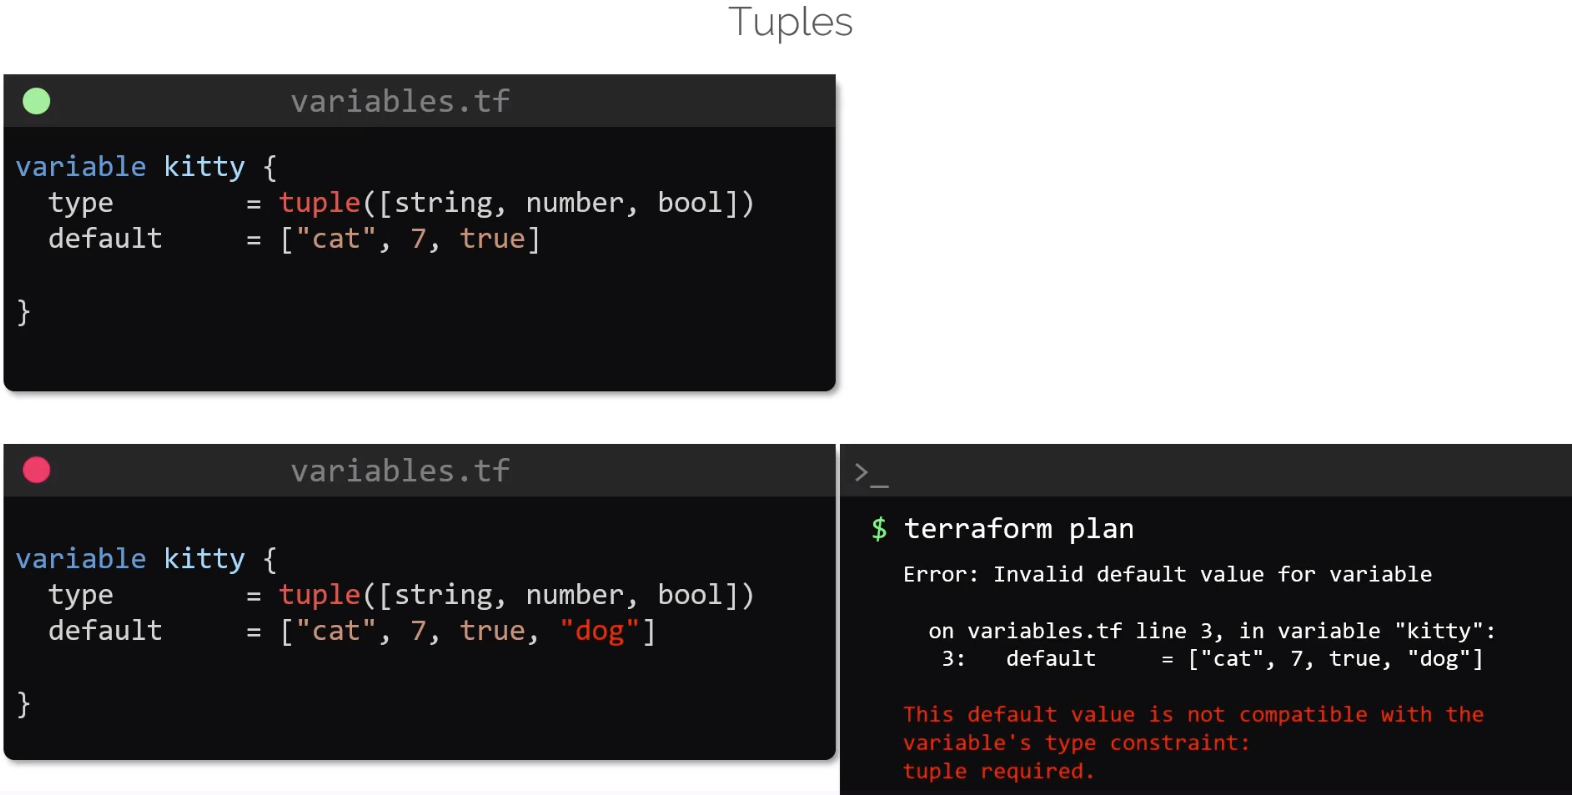 Tuples
variables.tf
variable kitty {
  type        = tuple([string, number, bool])
  default     = ["cat", 7, true]
}
variables.tf
variable kitty {
  type        = tuple([string, number, bool])
  default     = ["cat", 7, true, "dog"]
}
>_
$ terraform plan
Error: Invalid default value for variable
  on variables.tf line 3, in variable "kitty":
   3:   default     = ["cat", 7, true, "dog"]
This default value is not compatible with the
variable's type constraint:
tuple required.